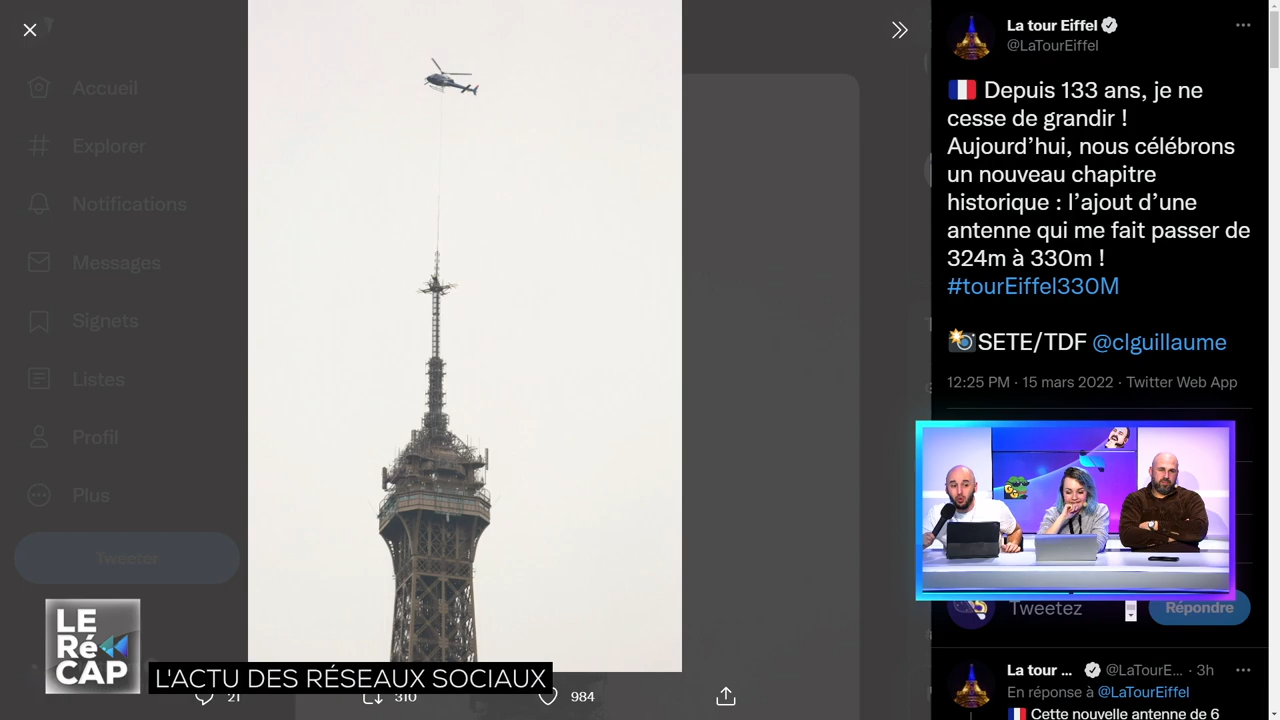 Accueil
Explorer
Notifications
Messages
Signets
Listes
Profil
Plus
Tweeter
LE
Ré
CAP
L'ACTU DES RÉSEAUX SOCIAUX
21
310
984
La tour Eiffel
@LaTourEiffel
🇫🇷 Depuis 133 ans, je ne
cesse de grandir !
Aujourd’hui, nous célébrons
un nouveau chapitre
historique : l’ajout d’une
antenne qui me fait passer de
324m à 330m !
#tourEiffel330M
📸SETE/TDF @clguillaume
12:25 PM · 15 mars 2022 · Twitter Web App
Tweetez
Répondre
La tour ... @LaTourE... · 3h
En réponse à @LaTourEiffel
🇫🇷 Cette nouvelle antenne de 6